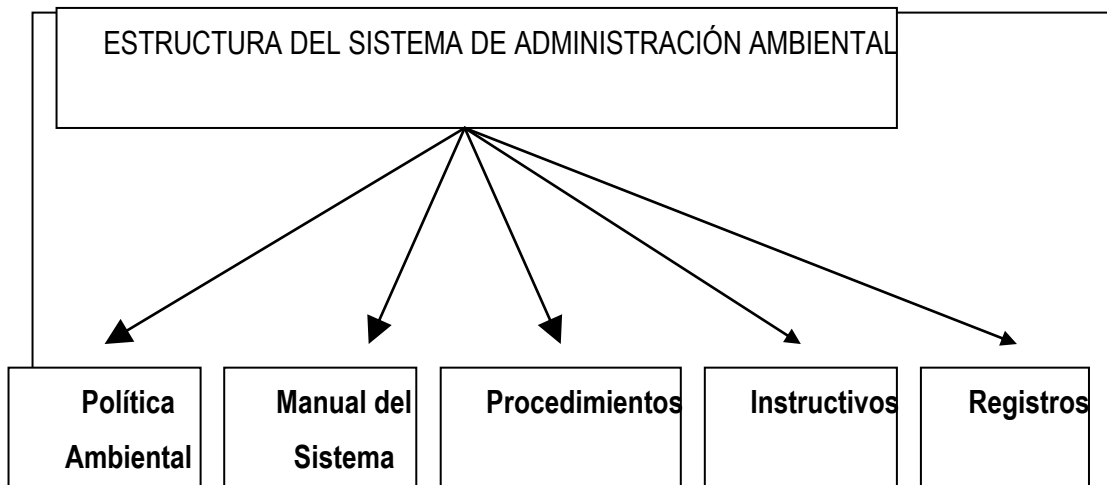 ESTRUCTURA DEL SISTEMA DE ADMINISTRACIÓN AMBIENTAL
Política
Ambiental
Manual del
Sistema
Procedimientos
Instructivos
Registros